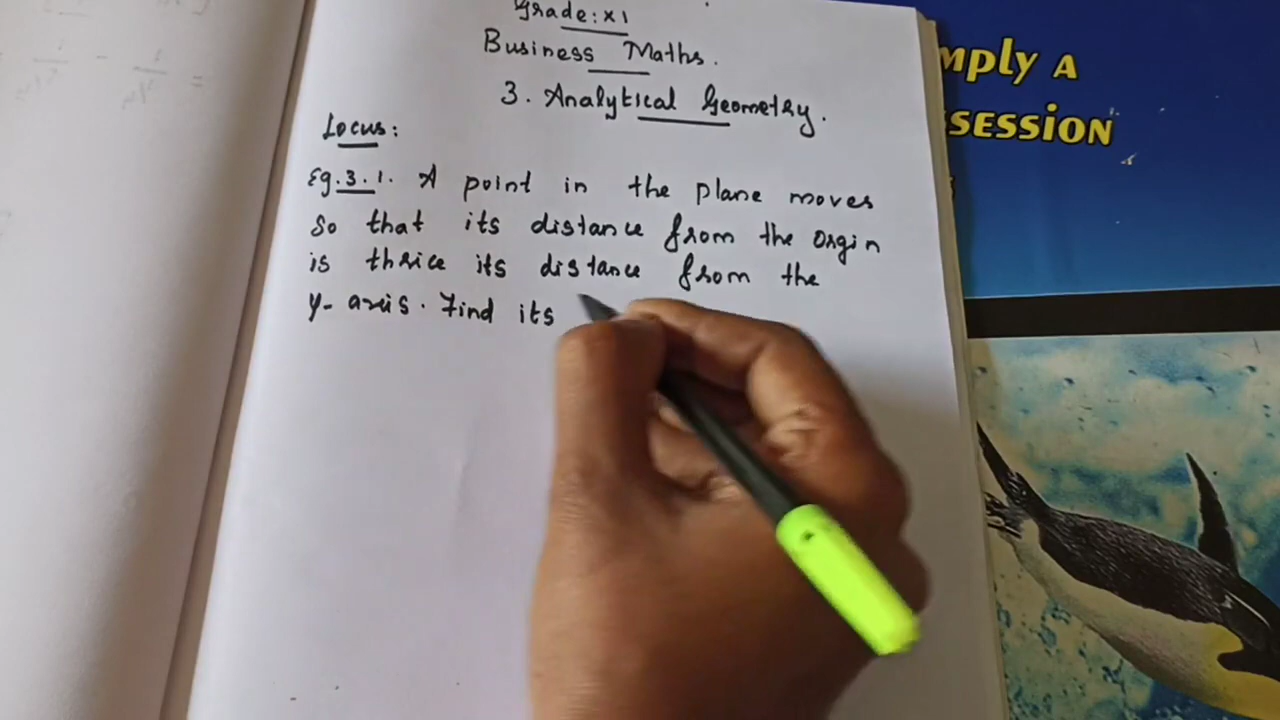 Grade: XI
Business Maths.
3. Analytical Geometry.
Locus:
Eg.3.1. A point in the plane moves
So that its distance from the orgin
is thrice its distance from the
y- axis. Find its
MPLY A
SESSION